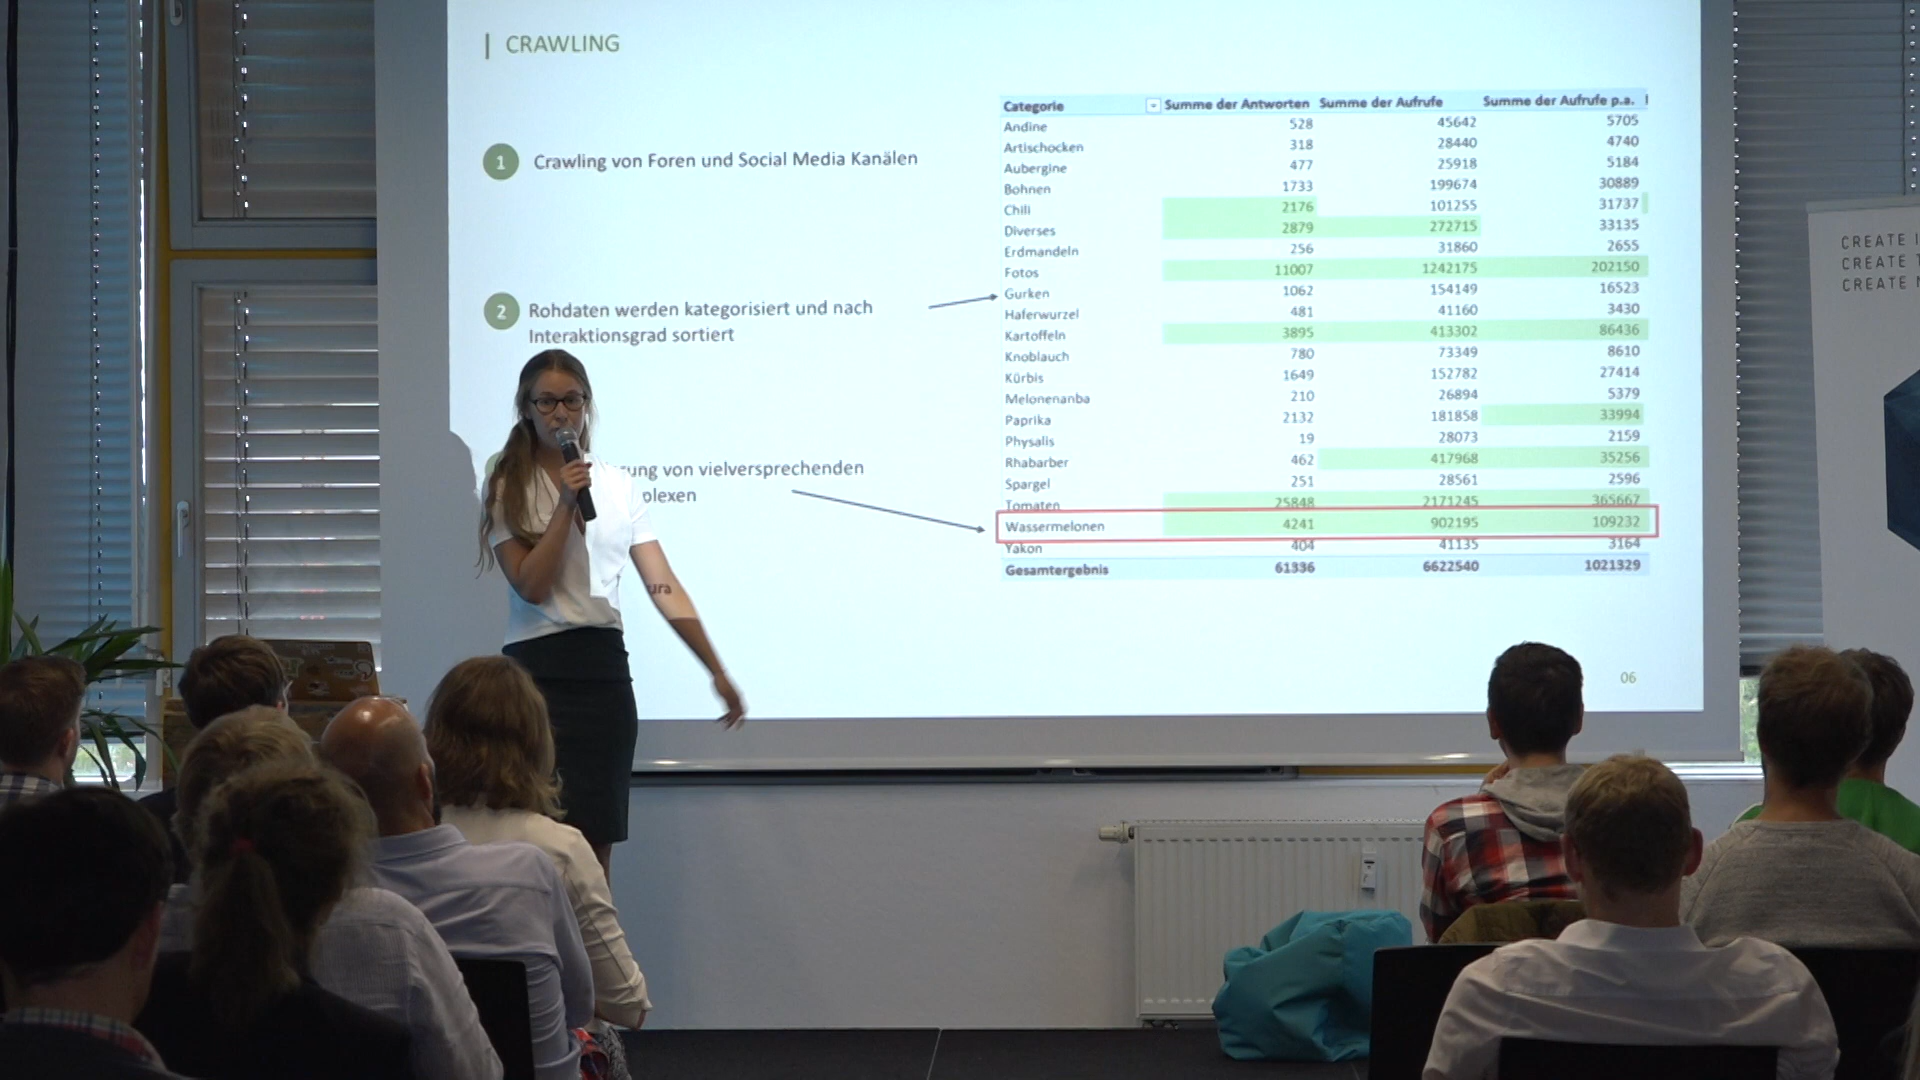 CRAWLING
1 Crawling von Foren und Social Media Kanälen
2 Rohdaten werden kategorisiert und nach
Interaktionsgrad sortiert
von vielversprechenden
Categorie Summe der Antworten Summe der Aufrufe Summe der Aufrufe p.a.
Andine 528 45642 5705
Artischocken 318 28440 4740
Aubergine 477 25918 5184
Bohnen 1733 199674 30889
Chili 2176 101255 31737
Diverses 2879 272715 33135
Erdmandeln 256 31860 2655
Fotos 11007 1242175 202150
Gurken 1062 154149 16523
Haferwurzel 481 41160 3430
Kartoffeln 3895 413302 86436
Knoblauch 780 73349 8610
Kürbis 1649 152782 27414
Melonenanba 210 26894 5379
Paprika 2132 181858 33994
Physalis 19 28073 2159
Rhabarber 462 417968 35256
Spargel 251 28561 2596
Tomaten 25848 2171245 365667
Wassermelonen 4241 902195 109232
Yakon 404 41135 3164
Gesamtergebnis 61336 6622540 1021329
06
CREATE
CREATE
CREATE